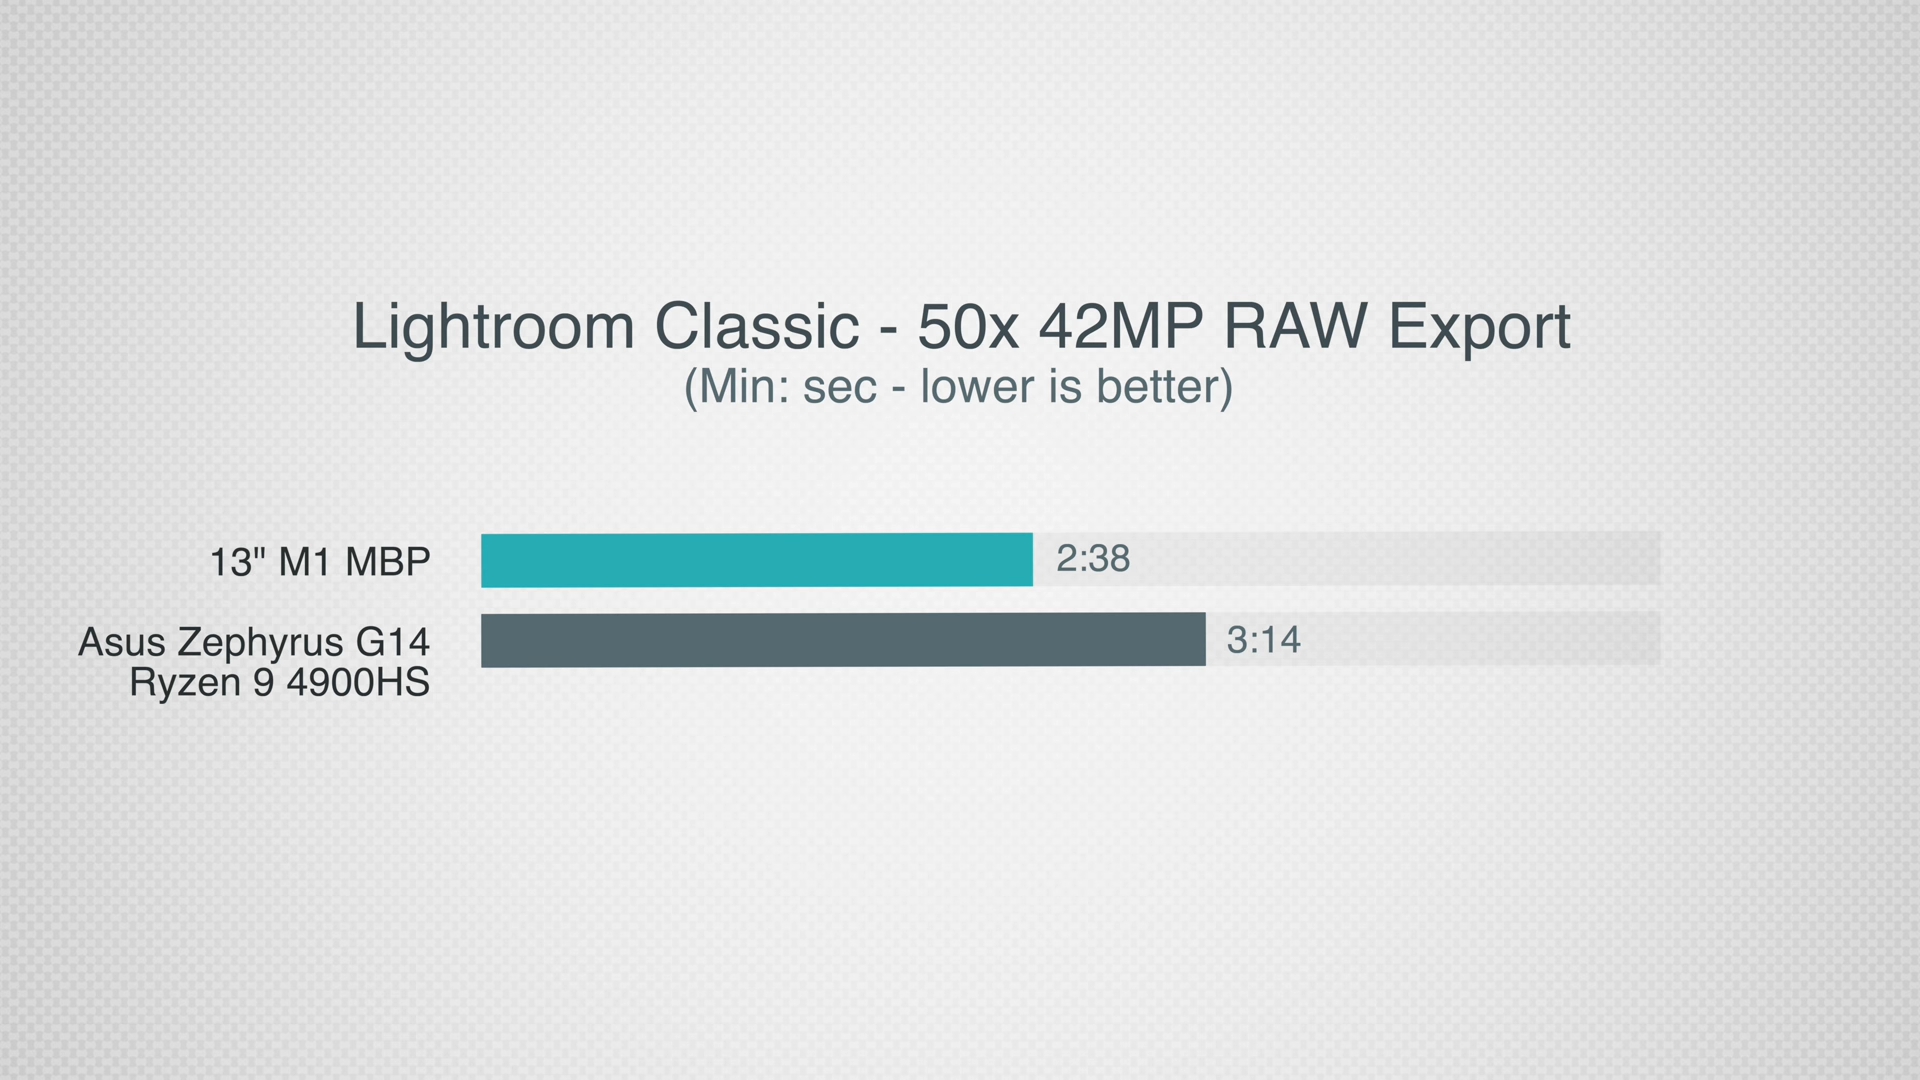 Lightroom Classic - 50x 42MP RAW Export
(Min: sec - lower is better)
13" M1 MBP
2:38
Asus Zephyrus G14
Ryzen 9 4900HS
3:14